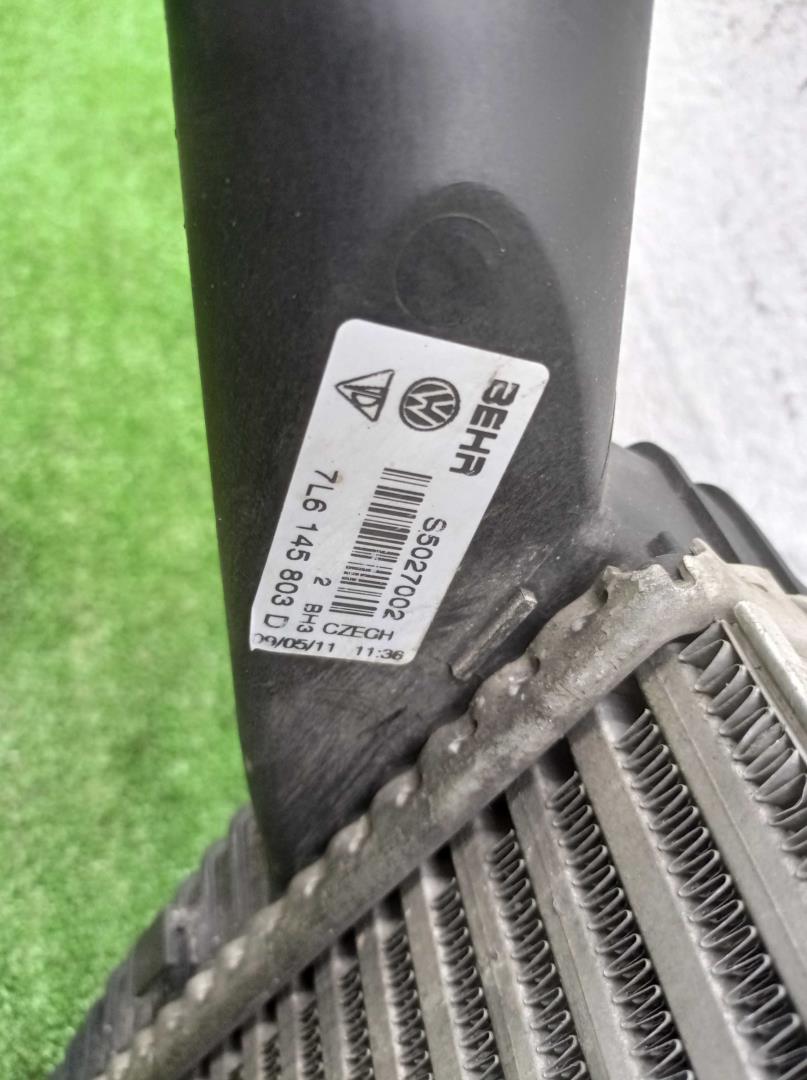 BEHR
S5027002
7L6 145 803 D
2 BH3 CZECH
09/05/11 11:36